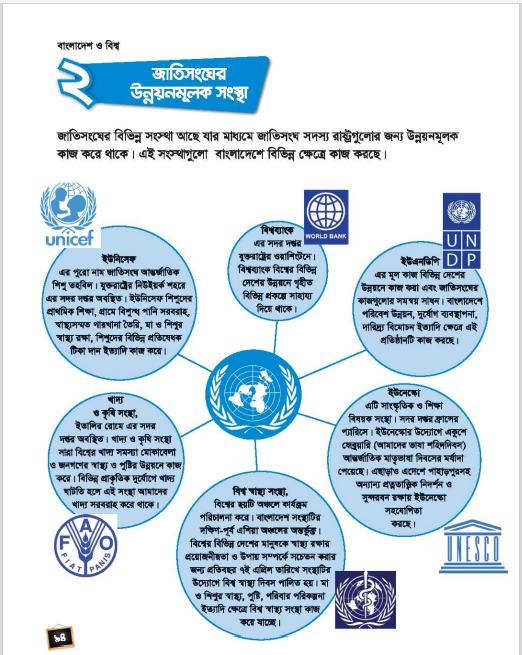 বাংলাদেশ ও বিশ্ব
২
জাতিসংঘের
উন্নয়নমূলক সংস্থা
জাতিসংঘের বিভিন্ন সংস্থা আছে যার মাধ্যমে জাতিসংঘ সদস্য রাষ্ট্রগুলোর জন্য উন্নয়নমূলক
কাজ করে থাকে। এই সংস্থাগুলো বাংলাদেশে বিভিন্ন ক্ষেত্রে কাজ করছে।
unicef
ইউনিসেফ
এর পুরো নাম জাতিসংঘ আন্তর্জাতিক
শিশু তহবিল। যুক্তরাষ্ট্রের নিউইয়র্ক শহরে
এর সদর দপ্তর অবস্থিত। ইউনিসেফ শিশুদের
প্রাথমিক শিক্ষা, গ্রামে বিশুদ্ধ পানি সরবরাহ,
স্বাস্থ্যসম্মত পায়খানা তৈরি, মা ও শিশুর
স্বাস্থ্য রক্ষা, শিশুদের বিভিন্ন প্রতিষেধক
টিকা দান ইত্যাদি কাজ করে।
WORLD BANK
বিশ্বব্যাংক
এর সদর দপ্তর
যুক্তরাষ্ট্রের ওয়াশিংটনে।
বিশ্বব্যাংক বিশ্বের বিভিন্ন
দেশের উন্নয়নে গৃহীত
বিভিন্ন প্রকল্পে সাহায্য
দিয়ে থাকে।
U N
D P
ইউএনডিপি
এর মূল কাজ বিভিন্ন দেশের
উন্নয়নে কাজ করা এবং জাতিসংঘের
কাজগুলোর সমন্বয় সাধন। বাংলাদেশে
পরিবেশ উন্নয়ন, দুর্যোগ ব্যবস্থাপনা,
দারিদ্র্য বিমোচন ইত্যাদি ক্ষেত্রে এই
প্রতিষ্ঠানটি কাজ করছে।
খাদ্য
ও কৃষি সংস্থা,
ইতালির রোমে এর সদর
দপ্তর অবস্থিত। খাদ্য ও কৃষি সংস্থা
সারা বিশ্বের খাদ্য সমস্যা মোকাবেলা
ও জনগণের স্বাস্থ্য ও পুষ্টির উন্নয়নে কাজ
করে। বিভিন্ন প্রাকৃতিক দুর্যোগে খাদ্য
ঘাটতি হলে এই সংস্থা আমাদের
খাদ্য সরবরাহ করে থাকে।
F A O
FIAT PANIS
ইউনেস্কো
এটি সাংস্কৃতিক ও শিক্ষা
বিষয়ক সংস্থা। সদর দপ্তর ফ্রান্সের
প্যারিসে। ইউনেস্কোর উদ্যোগে একুশে
ফেব্রুয়ারি (আমাদের ভাষা শহিদদিবস)
আন্তর্জাতিক মাতৃভাষা দিবসের মর্যাদা
পেয়েছে। এছাড়াও এদেশে পাহাড়পুরসহ
অন্যান্য প্রত্নতাত্ত্বিক নিদর্শন ও
সুন্দরবন রক্ষায় ইউনেস্কো
সহযোগিতা
করছে।
UNESCO
বিশ্ব স্বাস্থ্য সংস্থা,
বিশ্বের ছয়টি অঞ্চলে কার্যক্রম
পরিচালনা করে। বাংলাদেশ সংস্থাটির
দক্ষিণ-পূর্ব এশিয়া অঞ্চলের অন্তর্ভুক্ত।
বিশ্বের বিভিন্ন দেশের মানুষকে স্বাস্থ্য রক্ষার
প্রয়োজনীয়তা ও উপায় সম্পর্কে সচেতন করার
জন্য প্রতিবছর ৭ই এপ্রিল তারিখে সংস্থাটির
উদ্যোগে বিশ্ব স্বাস্থ্য দিবস পালিত হয়। মা
ও শিশুর স্বাস্থ্য, পুষ্টি, পরিবার পরিকল্পনা
ইত্যাদি ক্ষেত্রে বিশ্ব স্বাস্থ্য সংস্থা কাজ
করে যাচ্ছে।
৯৪